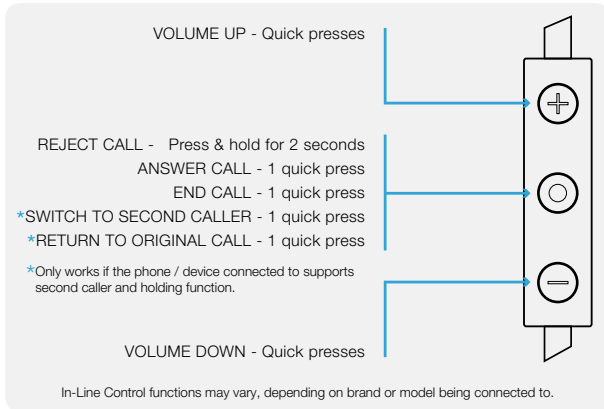 VOLUME UP - Quick presses
REJECT CALL - Press & hold for 2 seconds
ANSWER CALL - 1 quick press
END CALL - 1 quick press
*SWITCH TO SECOND CALLER - 1 quick press
*RETURN TO ORIGINAL CALL - 1 quick press
*Only works if the phone / device connected to supports
second caller and holding function.
VOLUME DOWN - Quick presses
In-Line Control functions may vary, depending on brand or model being connected to.